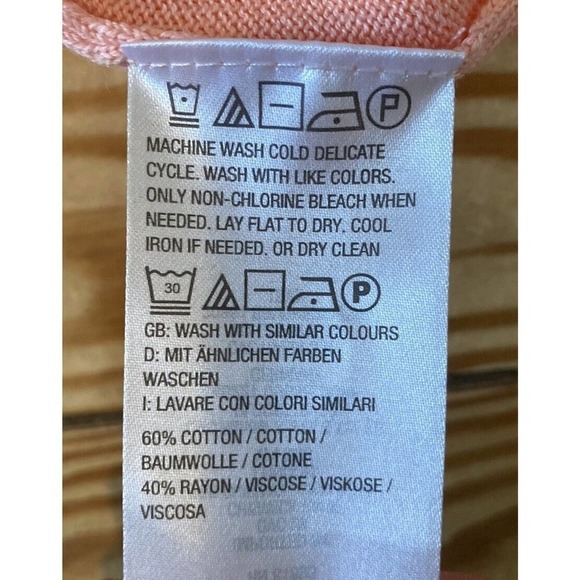 P
MACHINE WASH COLD DELICATE
CYCLE. WASH WITH LIKE COLORS.
ONLY NON-CHLORINE BLEACH WHEN
NEEDED. LAY FLAT TO DRY. COOL
IRON IF NEEDED. OR DRY CLEAN
30 P
GB: WASH WITH SIMILAR COLOURS
D: MIT ÄHNLICHEN FARBEN
WASCHEN
I: LAVARE CON COLORI SIMILARI
60% COTTON / COTTON /
BAUMWOLLE / COTONE
40% RAYON / VISCOSE / VISKOSE /
VISCOSA